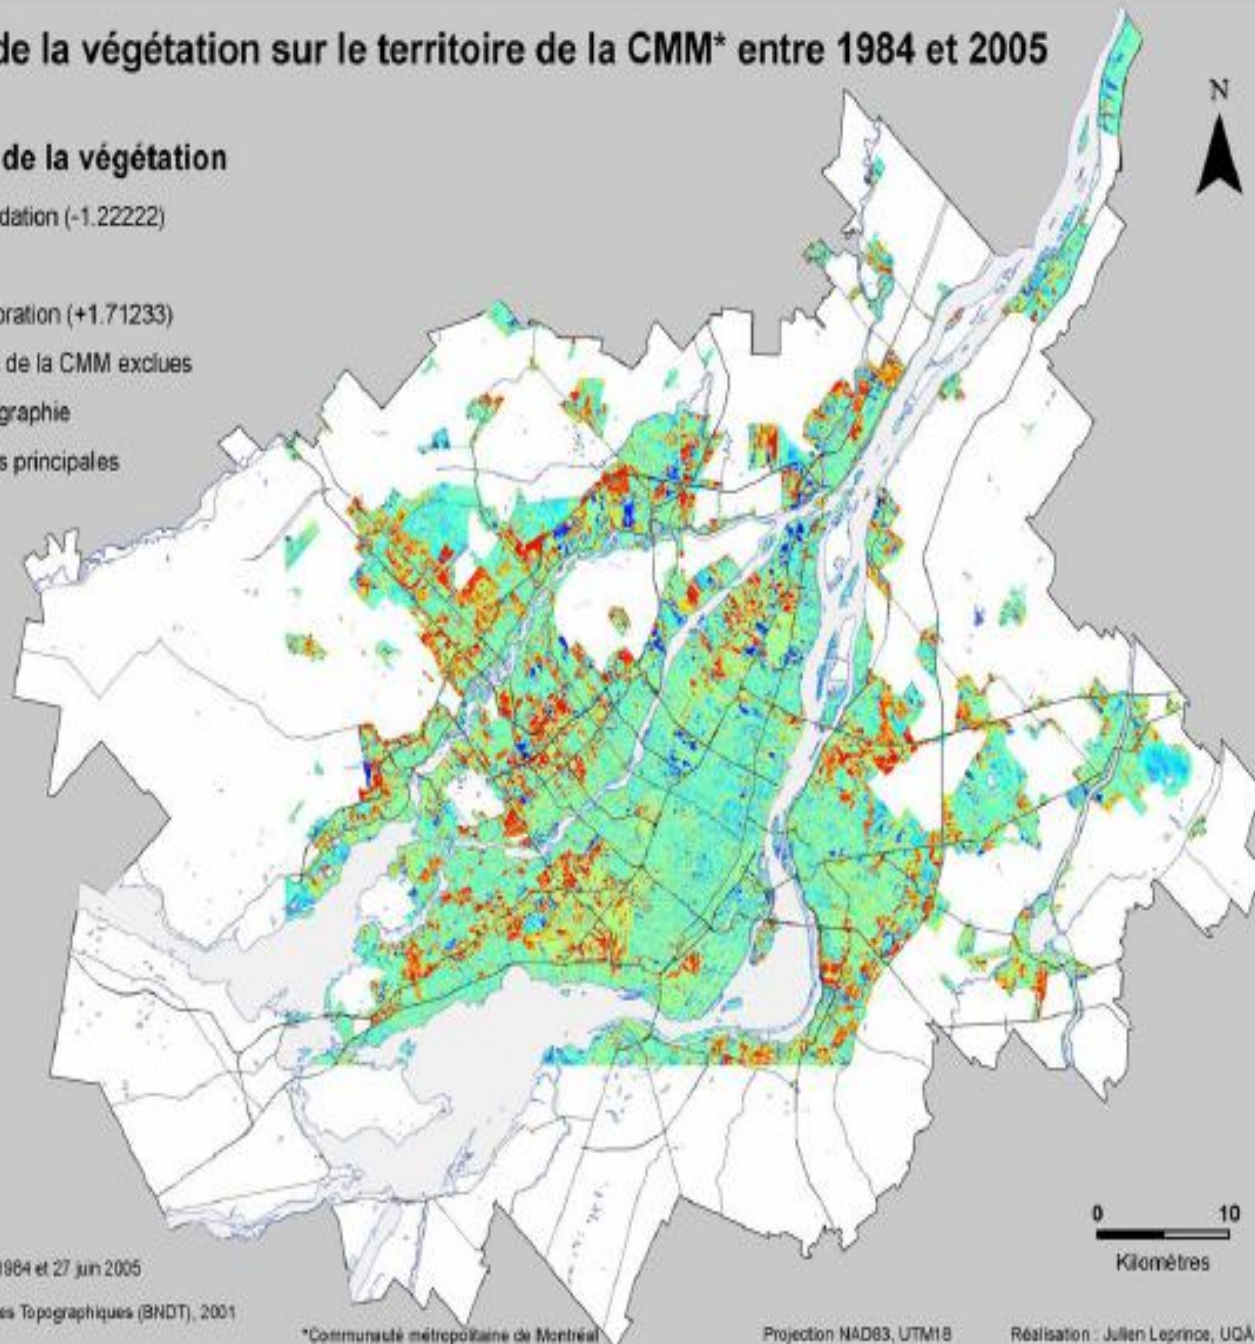 de la végétation sur le territoire de la CMM* entre 1984 et 2005
N
de la végétation
dation (-1.22222)
oration (+1.71233)
de la CMM exclues
graphie
s principales
0 10
Kilomètres
1984 et 27 juin 2005
es Topographiques (BNDT), 2001
*Communauté métropolitaine de Montréal
Projection NAD83, UTM18
Réalisation : Julien Leprince, UQA